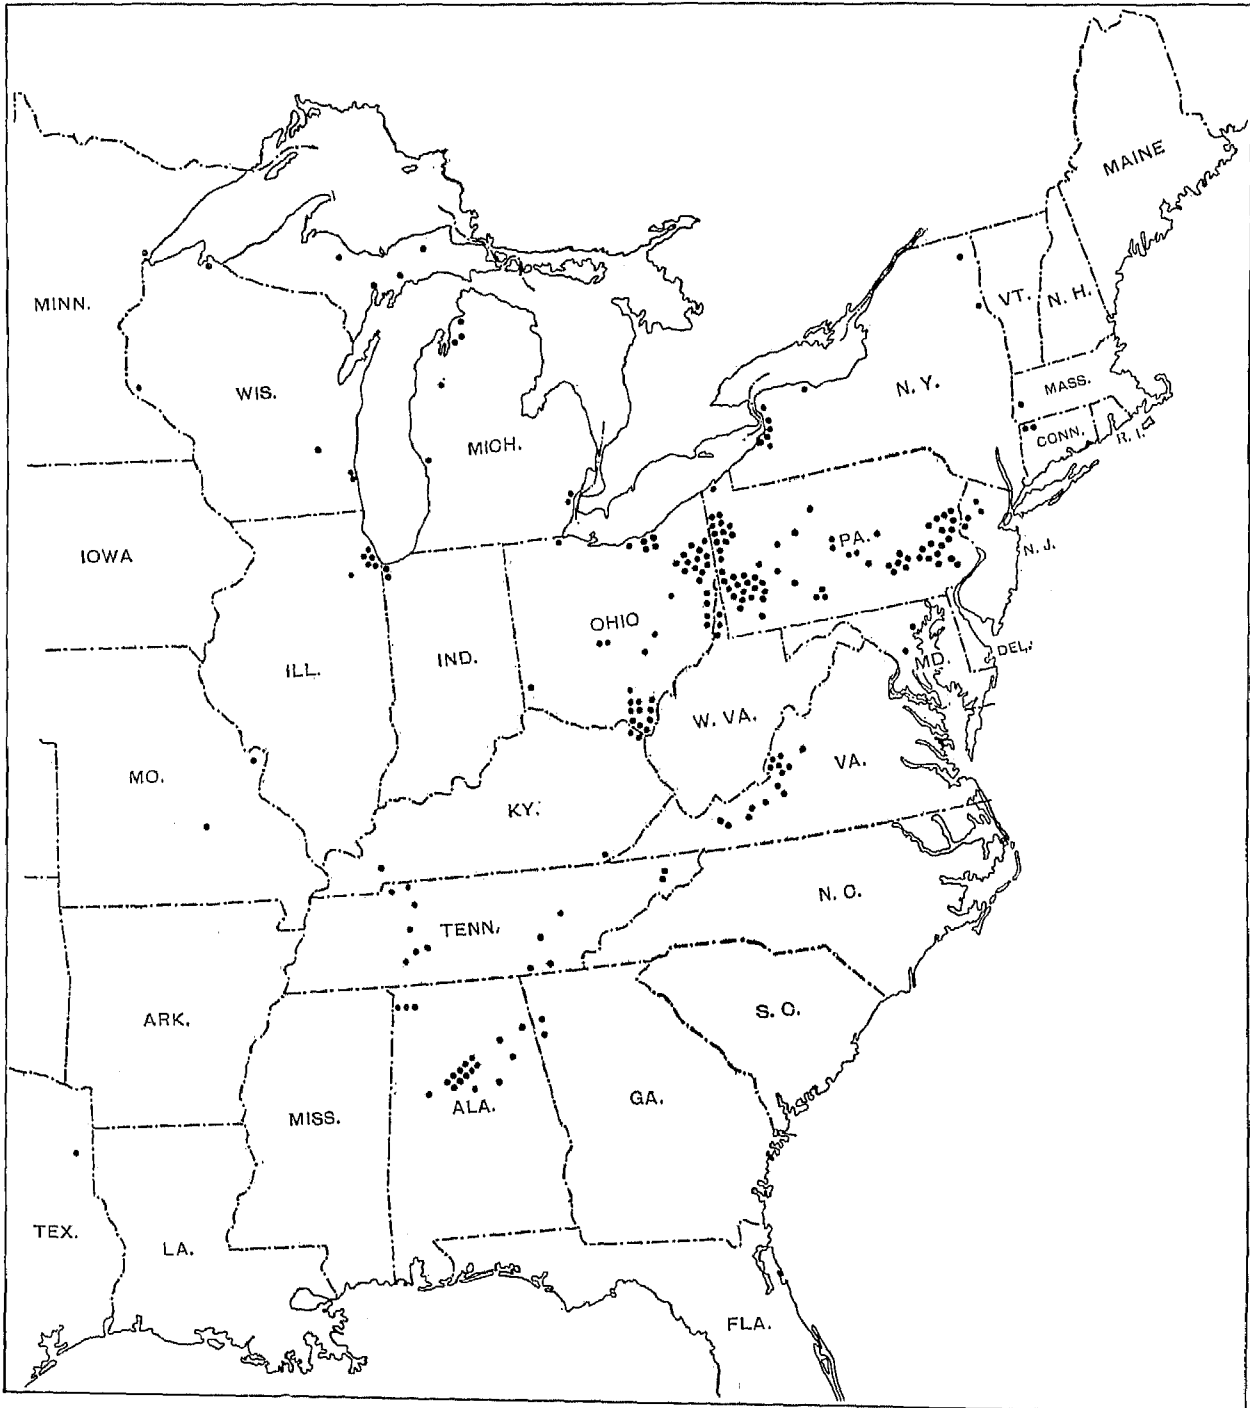 MAINE
MINN.
VT.
N. H.
WIS.
N. Y.
MASS.
MICH.
CONN.
R. I.
IOWA
PA.
N. J.
OHIO
ILL.
IND.
MD.
DEL.
W. VA.
MO.
VA.
KY.
N. C.
TENN.
ARK.
S. C.
MISS.
ALA.
GA.
TEX.
LA.
FLA.